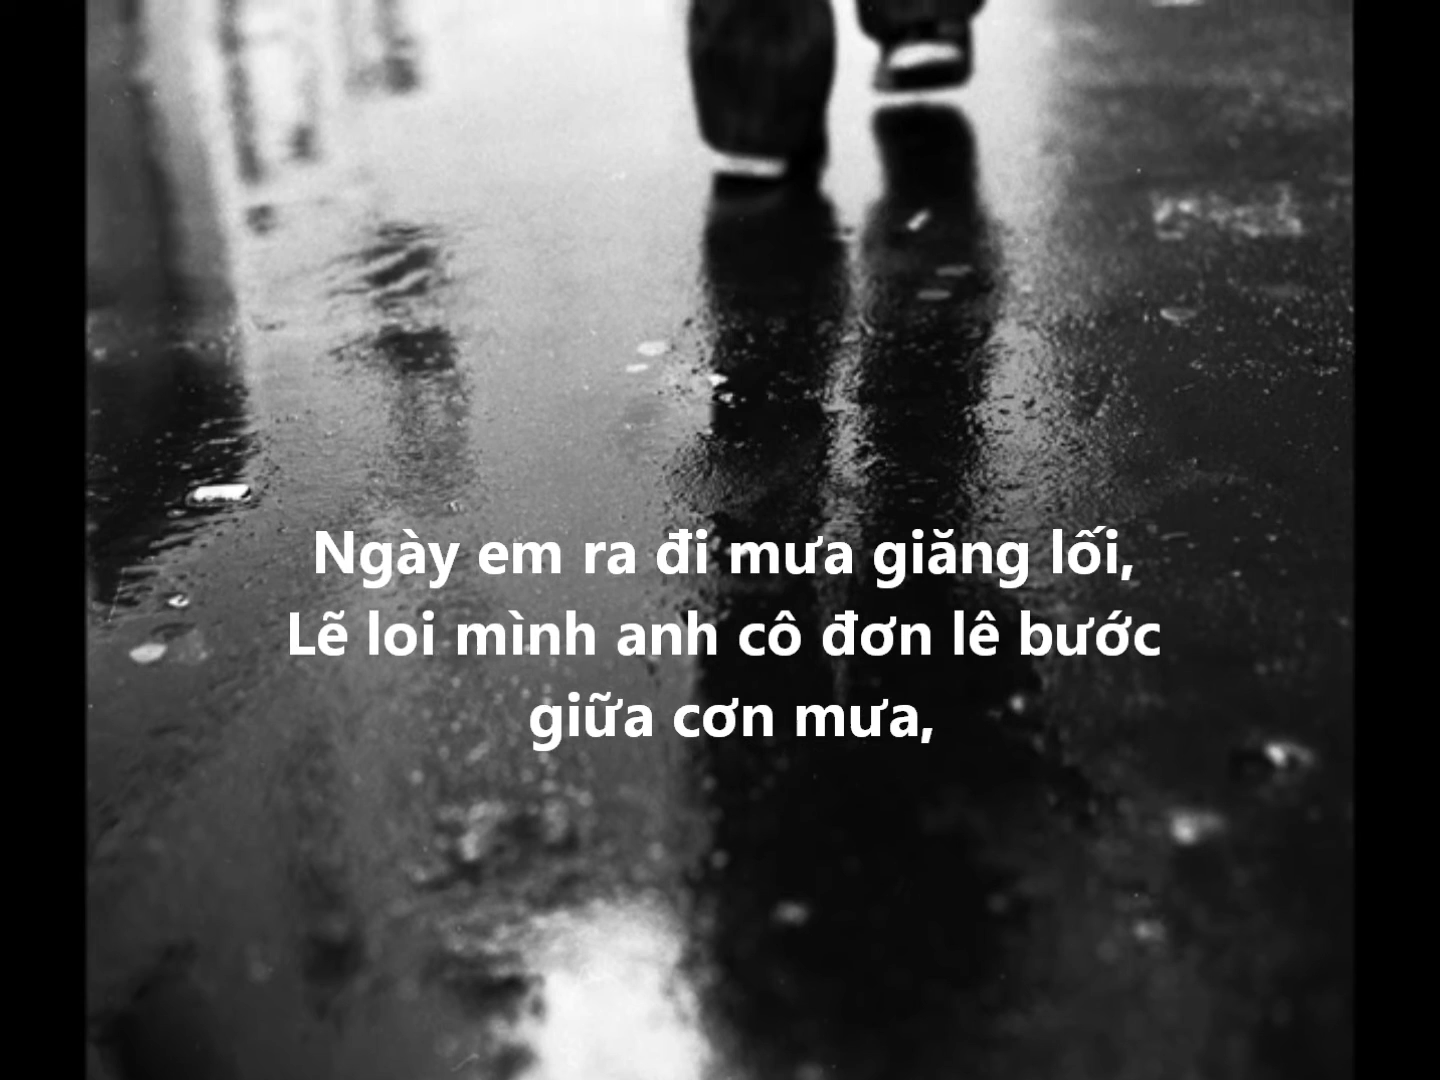 Ngày em ra đi mưa giăng lối,
Lẽ loi mình anh cô đơn lê bước
giữa cơn mưa,